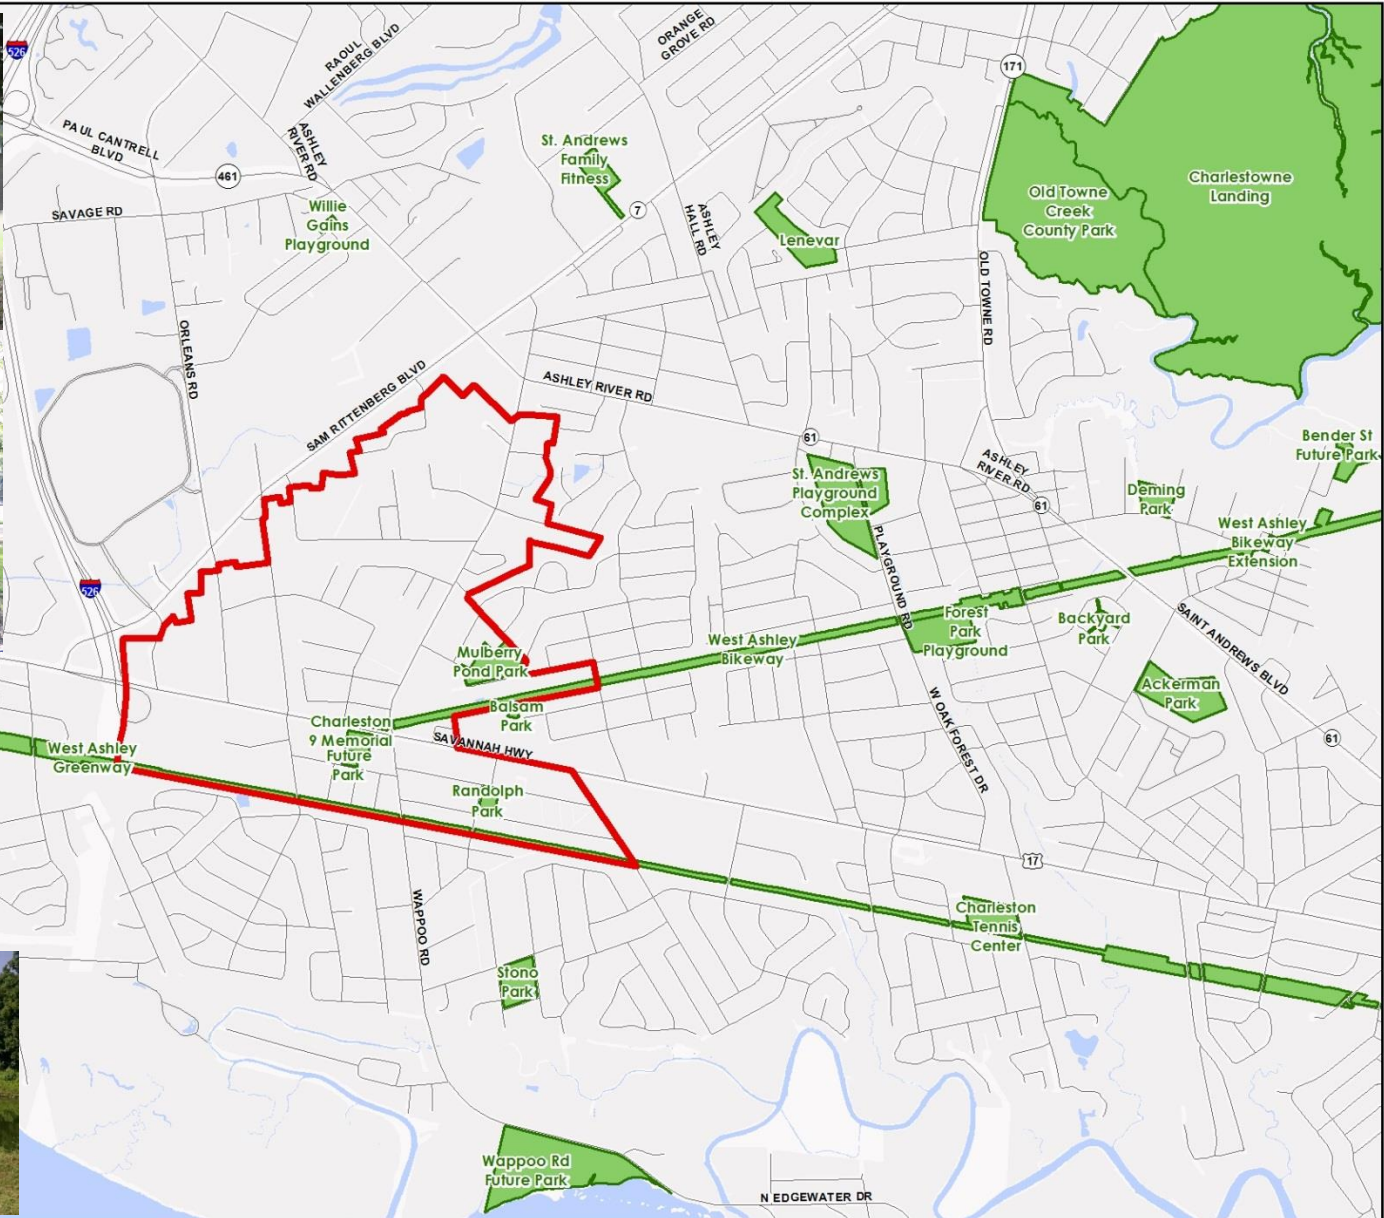 526
RAOUL
WALLENBERG BLVD
ORANGE
GROVE RD
171
PAUL CANTRELL
BLVD
ASHLEY
RIVER RD
461
St. Andrews
Family
Fitness
Old Towne
Creek
County Park
Charlestowne
Landing
SAVAGE RD
Willie
Gains
Playground
7
ASHLEY
HALL RD
Lenevar
OLD TOWNE RD
ORLEANS RD
SAM RITTENBERG BLVD
ASHLEY RIVER RD
61
ASHLEY
RIVER RD
61
Bender St
Future Park
St. Andrews
Playground
Complex
Deming
Park
West Ashley
Bikeway
Extension
PLAYGROUND RD
526
Forest
Park
Playground
Backyard
Park
SAINT ANDREWS BLVD
Mulberry
Pond Park
West Ashley
Bikeway
Ackerman
Park
W OAK FOREST DR
Balsam
Park
Charleston
9 Memorial
Future
Park
SAVANNAH HWY
61
West Ashley
Greenway
Randolph
Park
17
WAPPOO RD
Charleston
Tennis
Center
Stono
Park
Wappoo Rd
Future Park
N EDGEWATER DR